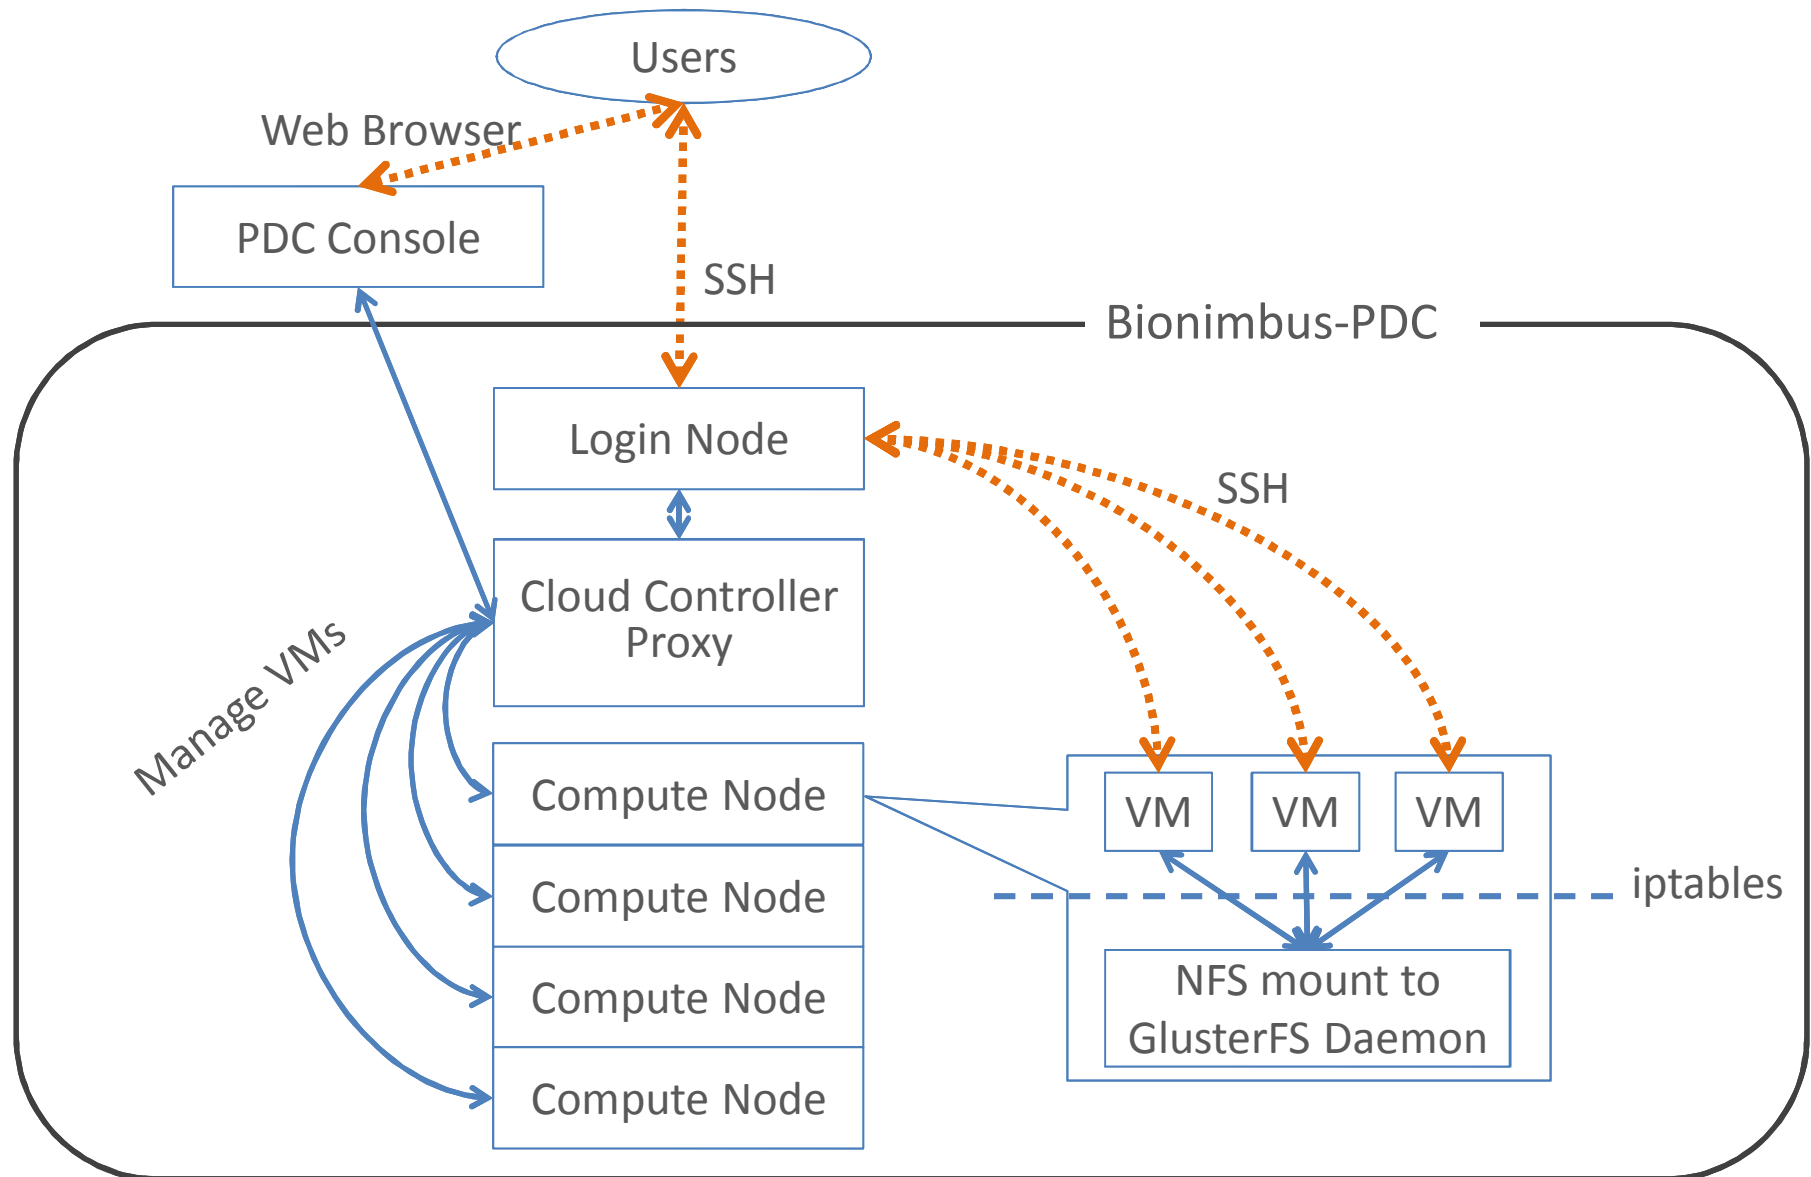 Users
Web Browser
PDC Console
SSH
Bionimbus-PDC
Login Node
SSH
Cloud Controller
Proxy
Manage VMs
Compute Node
VM
VM
VM
Compute Node
iptables
Compute Node
NFS mount to
GlusterFS Daemon
Compute Node